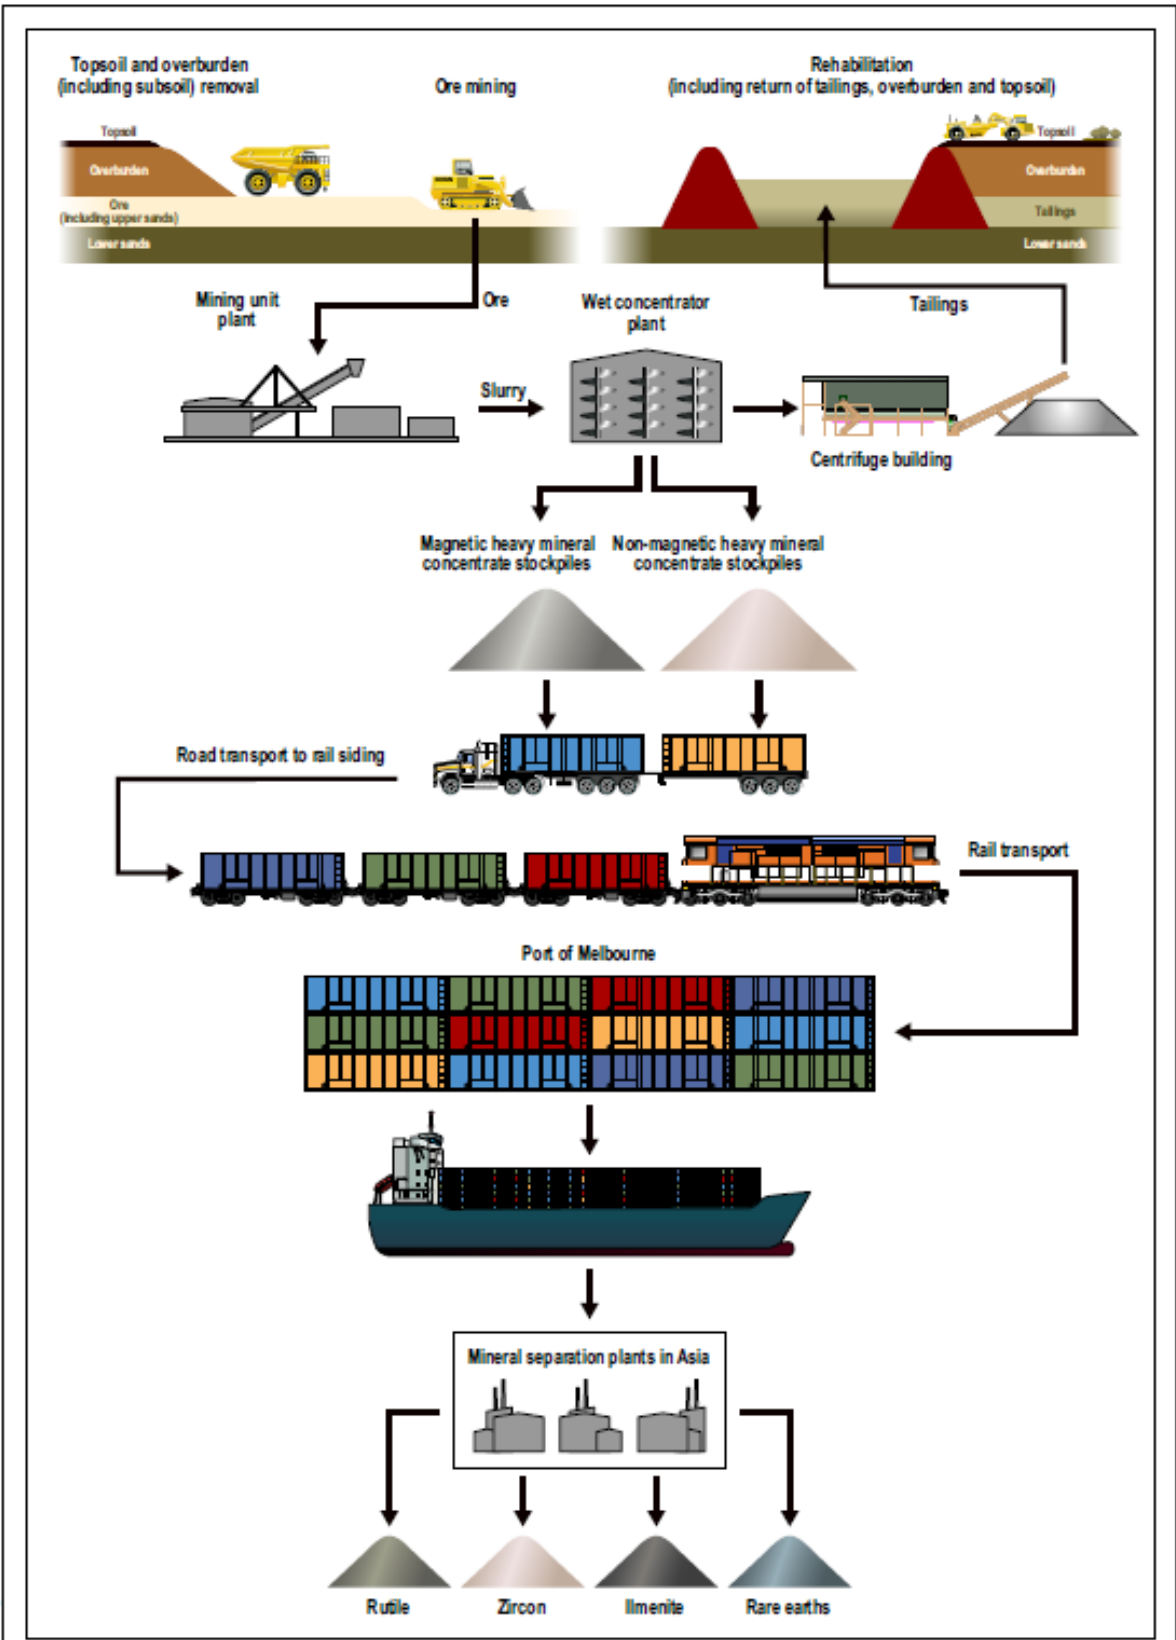 Topsoil and overburden
(including subsoil) removal
Ore mining
Rehabilitation
(including return of tailings, overburden and topsoil)
Topsoil
Overburden
Ore
(including upper sands)
Lower sands
Topsoil
Overburden
Tailings
Lower sands
Mining unit
plant
Ore
Wet concentrator
plant
Tailings
Slurry
Centrifuge building
Magnetic heavy mineral
concentrate stockpiles
Non-magnetic heavy mineral
concentrate stockpiles
Road transport to rail siding
Rail transport
Port of Melbourne
Mineral separation plants in Asia
Rutile
Zircon
Ilmenite
Rare earths